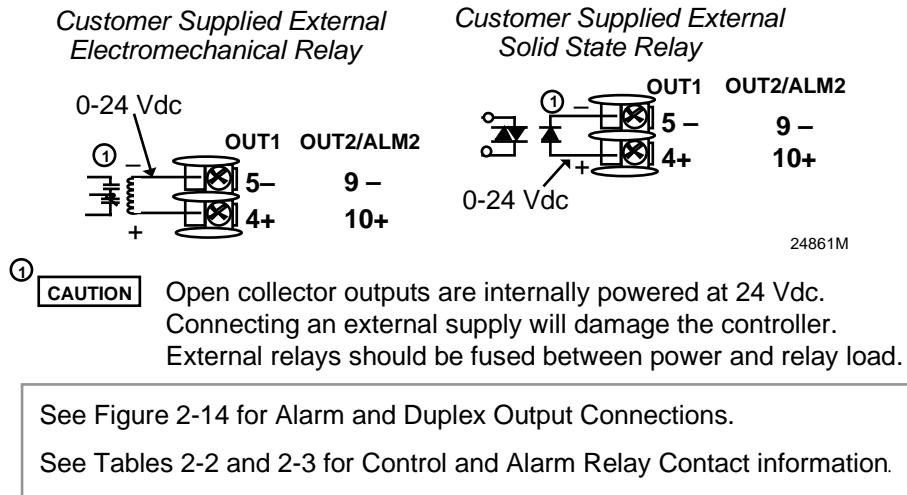 Customer Supplied External
Electromechanical Relay
0-24 Vdc
OUT1 OUT2/ALM2
1
–
5– 9 –
4+ 10+
+
Customer Supplied External
Solid State Relay
OUT1 OUT2/ALM2
1
–
5 – 9 –
4+ 10+
+
0-24 Vdc
24861M
1
CAUTION Open collector outputs are internally powered at 24 Vdc.
Connecting an external supply will damage the controller.
External relays should be fused between power and relay load.
See Figure 2-14 for Alarm and Duplex Output Connections.
See Tables 2-2 and 2-3 for Control and Alarm Relay Contact information.